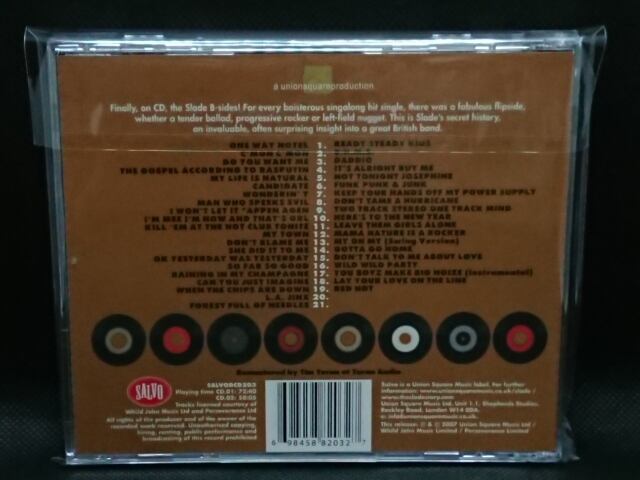 a unionsquareproduction
Finally, on CD, the Slade B-sides! For every boisterous singalong hit single, there was a fabulous flipside,
whether a tender ballad, progressive rocker or left-field nugget. This is Slade's secret history,
an invaluable, often surprising insight into a great British band.
ONE WAY HOTEL 1. READY STEADY KIDS
C'MON C'MON 2.
DO YOU WANT ME 3. DADDIO
THE GOSPEL ACCORDING TO RASPUTIN 4. IT'S ALRIGHT BUY ME
MY LIFE IS NATURAL 5. NOT TONIGHT JOSEPHINE
CANDIDATE 6. FUNK PUNK & JUNK
WONDERIN' Y 7. KEEP YOUR HANDS OFF MY POWER SUPPLY
MAN WHO SPEEKS EVIL 8. DON'T TAME A HURRICANE
I WON'T LET IT 'APPEN AGEN 9. TWO TRACK STEREO ONE TRACK MIND
I'M MEE I'M NOW AND THAT'S ORL 10. HERE'S TO THE NEW YEAR
KILL 'EM AT THE HOT CLUB TONITE 11. LEAVE THEM GIRLS ALONE
MY TOWN 12. MAMA NATURE IS A ROCKER
DON'T BLAME ME 13. MY OH MY (Swing Version)
SHE DID IT TO ME 14. GOTTA GO HOME
OK YESTERDAY WAS YESTERDAY 15. DON'T TALK TO ME ABOUT LOVE
SO FAR SO GOOD 16. WILD WILD PARTY
RAINING IN MY CHAMPAGNE 17. YOU BOYZ MAKE BIG NOIZE (Instrumental)
CAN YOU JUST IMAGINE 18. LAY YOUR LOVE ON THE LINE
WHEN THE CHIPS ARE DOWN 19. RED HOT
L.A. JINX 20.
FOREST FULL OF NEEDLES 21.
Remastered by Tim Turan at Turan Audio
SALVO
SALVODCD203
Playing time CD.01: 72:40
CD.02: 58:05
Tracks licensed courtesy of
Whild John Music Ltd and Perseverance Ltd
All rights of the producer and of the owner of the
recorded work reserved. Unauthorised copying,
hiring, renting, public performance and
broadcasting of this record prohibited
6 98458 82032 7
Salvo is a Union Square Music label. For further
information: www.unionsquaremusic.co.uk/slade /
Union Square Music Ltd. Unit 1.1, Shepherds Studios,
Rockley Road, London W14 0DA.
e: info@unionsquaremusic.co.uk
This release: ℗ & © 2007 Union Square Music Ltd /
Whild John Music Limited / Perseverance Limited